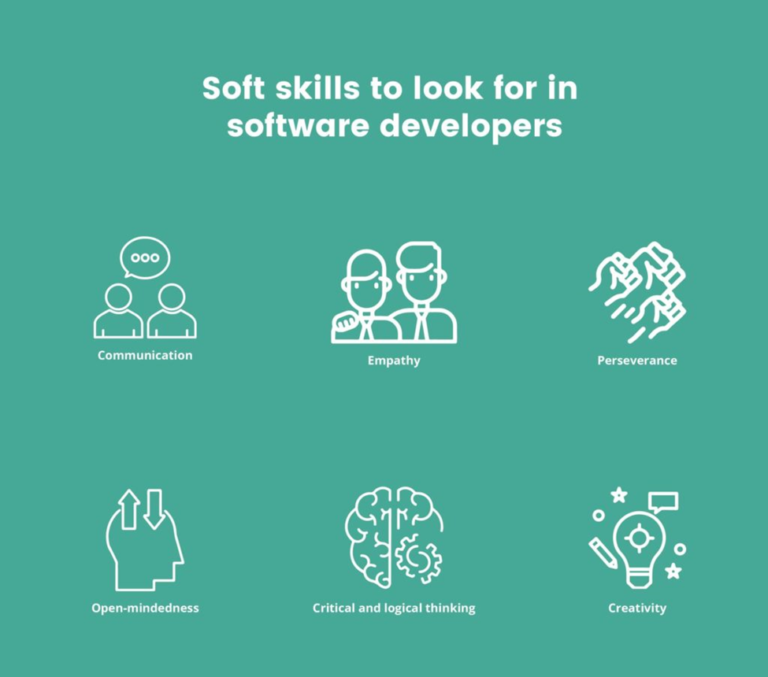 Soft skills to look for in
software developers
Communication
Empathy
Perseverance
Open-mindedness
Critical and logical thinking
Creativity